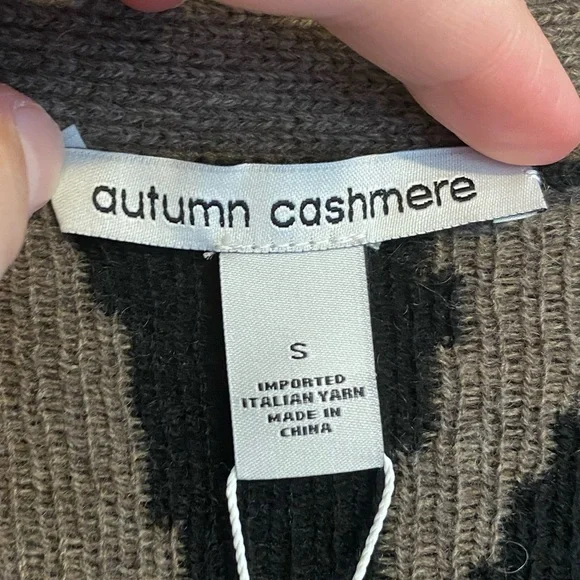 autumn cashmere
S
IMPORTED
ITALIAN YARN
MADE IN
CHINA